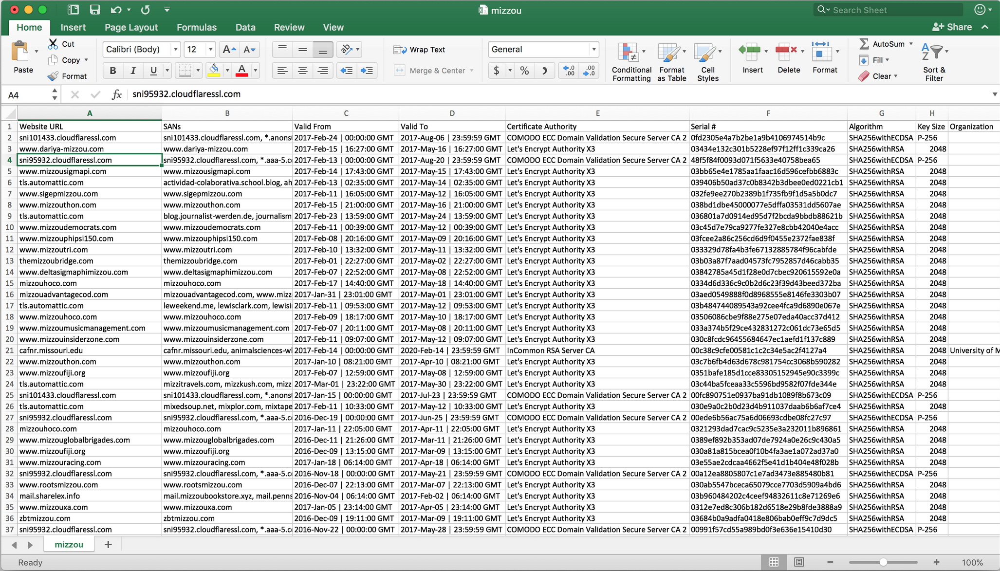 mizzou
Search Sheet
Home Insert Page Layout Formulas Data Review View Share
Paste
Cut
Copy
Format
Calibri (Body) 12
B I U
Wrap Text
Merge & Center
General
$ %
Conditional Formatting
Format as Table
Cell Styles
Insert
Delete
Format
AutoSum
Fill
Clear
Sort & Filter
A4 fx sni95932.cloudflaressl.com
A B C D E F G H
1 Website URL SANs Valid From Valid To Certificate Authority Serial # Algorithm Key Size Organization
2 sni101433.cloudflaressl.com sni101433.cloudflaressl.com, *.anons 2017-Feb-24 | 00:00:00 GMT 2017-Aug-06 | 23:59:59 GMT COMODO ECC Domain Validation Secure Server CA 2 0fd2305e4a7b2be1a9b4106974514b9c SHA256withECDSA P-256
3 www.dariya-mizzou.com www.dariya-mizzou.com 2017-Feb-15 | 16:27:00 GMT 2017-May-16 | 16:27:00 GMT Let's Encrypt Authority X3 03434e132c301b5228ef97f12ff1c339ca26 SHA256withRSA 2048
4 sni95932.cloudflaressl.com sni95932.cloudflaressl.com, *.aaa-5.c 2017-Feb-13 | 00:00:00 GMT 2017-Aug-20 | 23:59:59 GMT COMODO ECC Domain Validation Secure Server CA 2 48f5f84f0093d071f5633e40758bea65 SHA256withECDSA P-256
5 www.mizzousigmapi.com www.mizzousigmapi.com 2017-Feb-14 | 17:43:00 GMT 2017-May-15 | 17:43:00 GMT Let's Encrypt Authority X3 03bb65e4e1785aa1faac16d596cefbb6883c SHA256withRSA 2048
6 tls.automattic.com actividad-colaborativa.school.blog, ah 2017-Feb-13 | 02:35:00 GMT 2017-May-14 | 02:35:00 GMT Let's Encrypt Authority X3 039406b50ad37c0b8342b3dbee0ed0221cb1 SHA256withRSA 2048
7 www.sigepmizzou.com www.sigepmizzou.com 2017-Feb-11 | 16:05:00 GMT 2017-May-12 | 16:05:00 GMT Let's Encrypt Authority X3 032fe9ee270b2389b1f735fb9f1d5a5b0dc7 SHA256withRSA 2048
8 www.mizzouthon.com www.mizzouthon.com 2017-Feb-15 | 21:00:00 GMT 2017-May-16 | 21:00:00 GMT Let's Encrypt Authority X3 038bd1dbe45000077e5dffa03531dd5607ae SHA256withRSA 2048
9 tls.automattic.com blog.journalist-werden.de, journalism 2017-Feb-23 | 13:59:00 GMT 2017-May-24 | 13:59:00 GMT Let's Encrypt Authority X3 036801a7d0914ed95d7f2bcda9bbdb88621b SHA256withRSA 2048
10 www.mizzoudemocrats.com www.mizzoudemocrats.com 2017-Feb-11 | 00:39:00 GMT 2017-May-12 | 00:39:00 GMT Let's Encrypt Authority X3 03c45d7e79ca9277fe327e8cbb42040e4acc SHA256withRSA 2048
11 www.mizzouphipsi150.com www.mizzouphipsi150.com 2017-Feb-08 | 20:16:00 GMT 2017-May-09 | 20:16:00 GMT Let's Encrypt Authority X3 03fcee2a86c256cd6d9f0455e2372fae838f SHA256withRSA 2048
12 www.mizzoutri.com www.mizzoutri.com 2017-Feb-10 | 13:32:00 GMT 2017-May-11 | 13:32:00 GMT Let's Encrypt Authority X3 033329d78fa4b3fe67132885784f96cabfde SHA256withRSA 2048
13 themizzoubridge.com themizzoubridge.com 2017-Feb-01 | 22:27:00 GMT 2017-May-02 | 22:27:00 GMT Let's Encrypt Authority X3 03b03a87f7aad04573fc7952857d46cabb35 SHA256withRSA 2048
14 www.deltasigmaphimizzou.com www.deltasigmaphimizzou.com 2017-Feb-07 | 22:52:00 GMT 2017-May-08 | 22:52:00 GMT Let's Encrypt Authority X3 03842785a45d1f28e0d7cbec920615592e0a SHA256withRSA 2048
15 mizzouhoco.com mizzouhoco.com 2017-Feb-17 | 14:40:00 GMT 2017-May-18 | 14:40:00 GMT Let's Encrypt Authority X3 0334d6d336c9c0b2d6c23f39d43beed372ba SHA256withRSA 2048
16 mizzouadvantagecod.com mizzouadvantagecod.com, www.mizz 2017-Jan-31 | 23:01:00 GMT 2017-May-01 | 23:01:00 GMT Let's Encrypt Authority X3 03aed0549888f0d8968555e8146fe3303b07 SHA256withRSA 2048
17 tls.automattic.com leweekend.me, lewisclark.com, lewisi 2017-Feb-11 | 09:53:00 GMT 2017-May-12 | 09:53:00 GMT Let's Encrypt Authority X3 03b484744089543a92cee4fca9d6890e067e SHA256withRSA 2048
18 www.mizzouhoco.com www.mizzouhoco.com 2017-Feb-09 | 18:17:00 GMT 2017-May-10 | 18:17:00 GMT Let's Encrypt Authority X3 03506086cbe9f88e275e07eda40acc37d412 SHA256withRSA 2048
19 www.mizzoumusicmanagement.com www.mizzoumusicmanagement.com 2017-Feb-07 | 20:11:00 GMT 2017-May-08 | 20:11:00 GMT Let's Encrypt Authority X3 033a374b5f29ce432831272c061dc73e65d5 SHA256withRSA 2048
20 www.mizzouinsiderzone.com www.mizzouinsiderzone.com 2017-Feb-11 | 09:07:00 GMT 2017-May-12 | 09:07:00 GMT Let's Encrypt Authority X3 030c8fcdc96455684647ec1aefd1f137c889 SHA256withRSA 2048
21 cafnr.missouri.edu cafnr.missouri.edu, animalsciences-w 2017-Feb-14 | 00:00:00 GMT 2020-Feb-14 | 23:59:59 GMT InCommon RSA Server CA 00c38c9cfe00581c1c2c34e5ac2f4127a4 SHA256withRSA 2048 University of M
22 www.mizzouthon.com www.mizzouthon.com 2017-Jan-10 | 08:21:00 GMT 2017-Apr-10 | 08:21:00 GMT Let's Encrypt Authority X3 03c7b6fb4d63d678c981754cc3068b590282 SHA256withRSA 2048
23 www.mizzoufiji.org www.mizzoufiji.org 2017-Feb-07 | 12:59:00 GMT 2017-May-08 | 12:59:00 GMT Let's Encrypt Authority X3 0351bafe185d1cce83305152945e90c3399c SHA256withRSA 2048
24 tls.automattic.com mizzitravels.com, mizzkush.com, mizz 2017-Mar-01 | 23:22:00 GMT 2017-May-30 | 23:22:00 GMT Let's Encrypt Authority X3 03c44ba5fceaa33c5596bd9582f07fde344e SHA256withRSA 2048
25 sni101433.cloudflaressl.com sni101433.cloudflaressl.com, *.anons 2017-Jan-15 | 00:00:00 GMT 2017-Jul-23 | 23:59:59 GMT COMODO ECC Domain Validation Secure Server CA 2 00fc890751e0937ba91db1089f8b673c09 SHA256withECDSA P-256
26 tls.automattic.com mixedsoup.net, mixplor.com, mixtape 2017-Feb-11 | 10:33:00 GMT 2017-May-12 | 10:33:00 GMT Let's Encrypt Authority X3 030e9a0c2b0d23d4b911037daab6b6af7ce4 SHA256withRSA 2048
27 sni95932.cloudflaressl.com sni95932.cloudflaressl.com, *.aaa-5.c 2016-Dec-19 | 00:00:00 GMT 2017-Jun-25 | 23:59:59 GMT COMODO ECC Domain Validation Secure Server CA 2 00ede6b56ac75a6d06693cdbe08fc27c97 SHA256withECDSA P-256
28 mizzouhoco.com mizzouhoco.com 2017-Jan-11 | 22:05:00 GMT 2017-Apr-11 | 22:05:00 GMT Let's Encrypt Authority X3 0321293dad7cac9c5235e3a232011b896861 SHA256withRSA 2048
29 www.mizzouglobalbrigades.com www.mizzouglobalbrigades.com 2016-Dec-11 | 21:26:00 GMT 2017-Mar-11 | 21:26:00 GMT Let's Encrypt Authority X3 0389ef892b353ad07de7924a0e26c9c430a5 SHA256withRSA 2048
30 www.mizzoufiji.org www.mizzoufiji.org 2016-Dec-09 | 13:15:00 GMT 2017-Mar-09 | 13:15:00 GMT Let's Encrypt Authority X3 030a81a815bcea0f10b4fa3ae1a072ad37a0 SHA256withRSA 2048
31 www.mizzouracing.com www.mizzouracing.com 2017-Jan-18 | 06:14:00 GMT 2017-Apr-18 | 06:14:00 GMT Let's Encrypt Authority X3 03e55ae2cdcaa4662f5e41d1b404e48f028b SHA256withRSA 2048
32 sni95932.cloudflaressl.com sni95932.cloudflaressl.com, *.aaa-5.c 2016-Nov-18 | 00:00:00 GMT 2017-May-21 | 23:59:59 GMT COMODO ECC Domain Validation Secure Server CA 2 00a12ea8805807c1e7ad3473e885480b81 SHA256withECDSA P-256
33 www.rootsmizzou.com www.rootsmizzou.com 2016-Dec-07 | 22:13:00 GMT 2017-Mar-07 | 22:13:00 GMT Let's Encrypt Authority X3 030ab5547bceca65079cce7703d5909a4bd6 SHA256withRSA 2048
34 mail.sharelex.info mail.mizzoubookstore.xyz, mail.penns 2016-Nov-04 | 06:14:00 GMT 2017-Feb-02 | 06:14:00 GMT Let's Encrypt Authority X3 03b960484202c4ceef94832611c8e71269e6 SHA256withRSA 2048
35 www.mizzouxa.com www.mizzouxa.com 2017-Jan-05 | 23:14:00 GMT 2017-Apr-05 | 23:14:00 GMT Let's Encrypt Authority X3 0312e7ed8c306b182d6518e29b8fde3888a9 SHA256withRSA 2048
36 zbtmizzou.com zbtmizzou.com 2016-Dec-09 | 19:11:00 GMT 2017-Mar-09 | 19:11:00 GMT Let's Encrypt Authority X3 03684b0a9adfa0418e806bab0eff9c7d9dc5 SHA256withRSA 2048
37 sni95932.cloudflaressl.com sni95932.cloudflaressl.com, *.aaa-5.c 2016-Nov-22 | 00:00:00 GMT 2017-May-28 | 23:59:59 GMT COMODO ECC Domain Validation Secure Server CA 2 00991f57cd55a989bd0f3e636e15410d30 SHA256withECDSA P-256
mizzou
Ready 100%